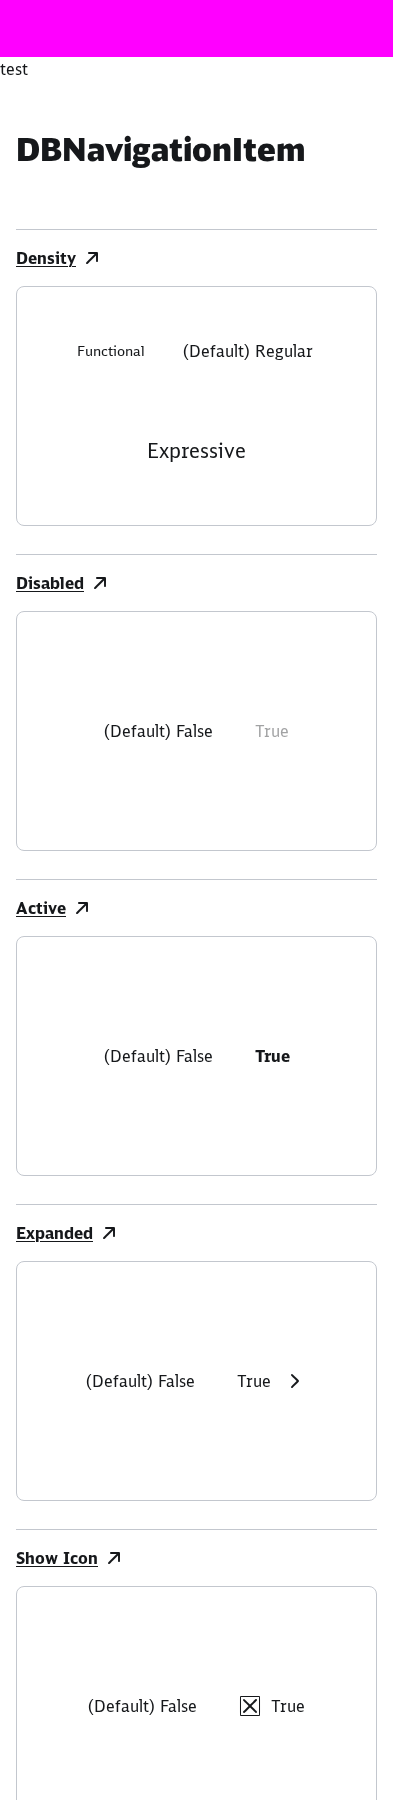 test
DBNavigationItem
Density
Functional (Default) Regular
Expressive
Disabled
(Default) False True
Active
(Default) False True
Expanded
(Default) False True
Show Icon
(Default) False True